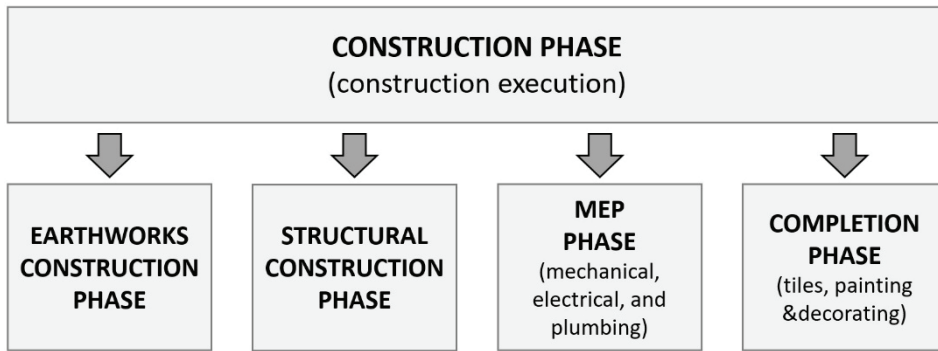 CONSTRUCTION PHASE
(construction execution)
EARTHWORKS
CONSTRUCTION
PHASE
STRUCTURAL
CONSTRUCTION
PHASE
MEP
PHASE
(mechanical,
electrical, and
plumbing)
COMPLETION
PHASE
(tiles, painting
&decorating)